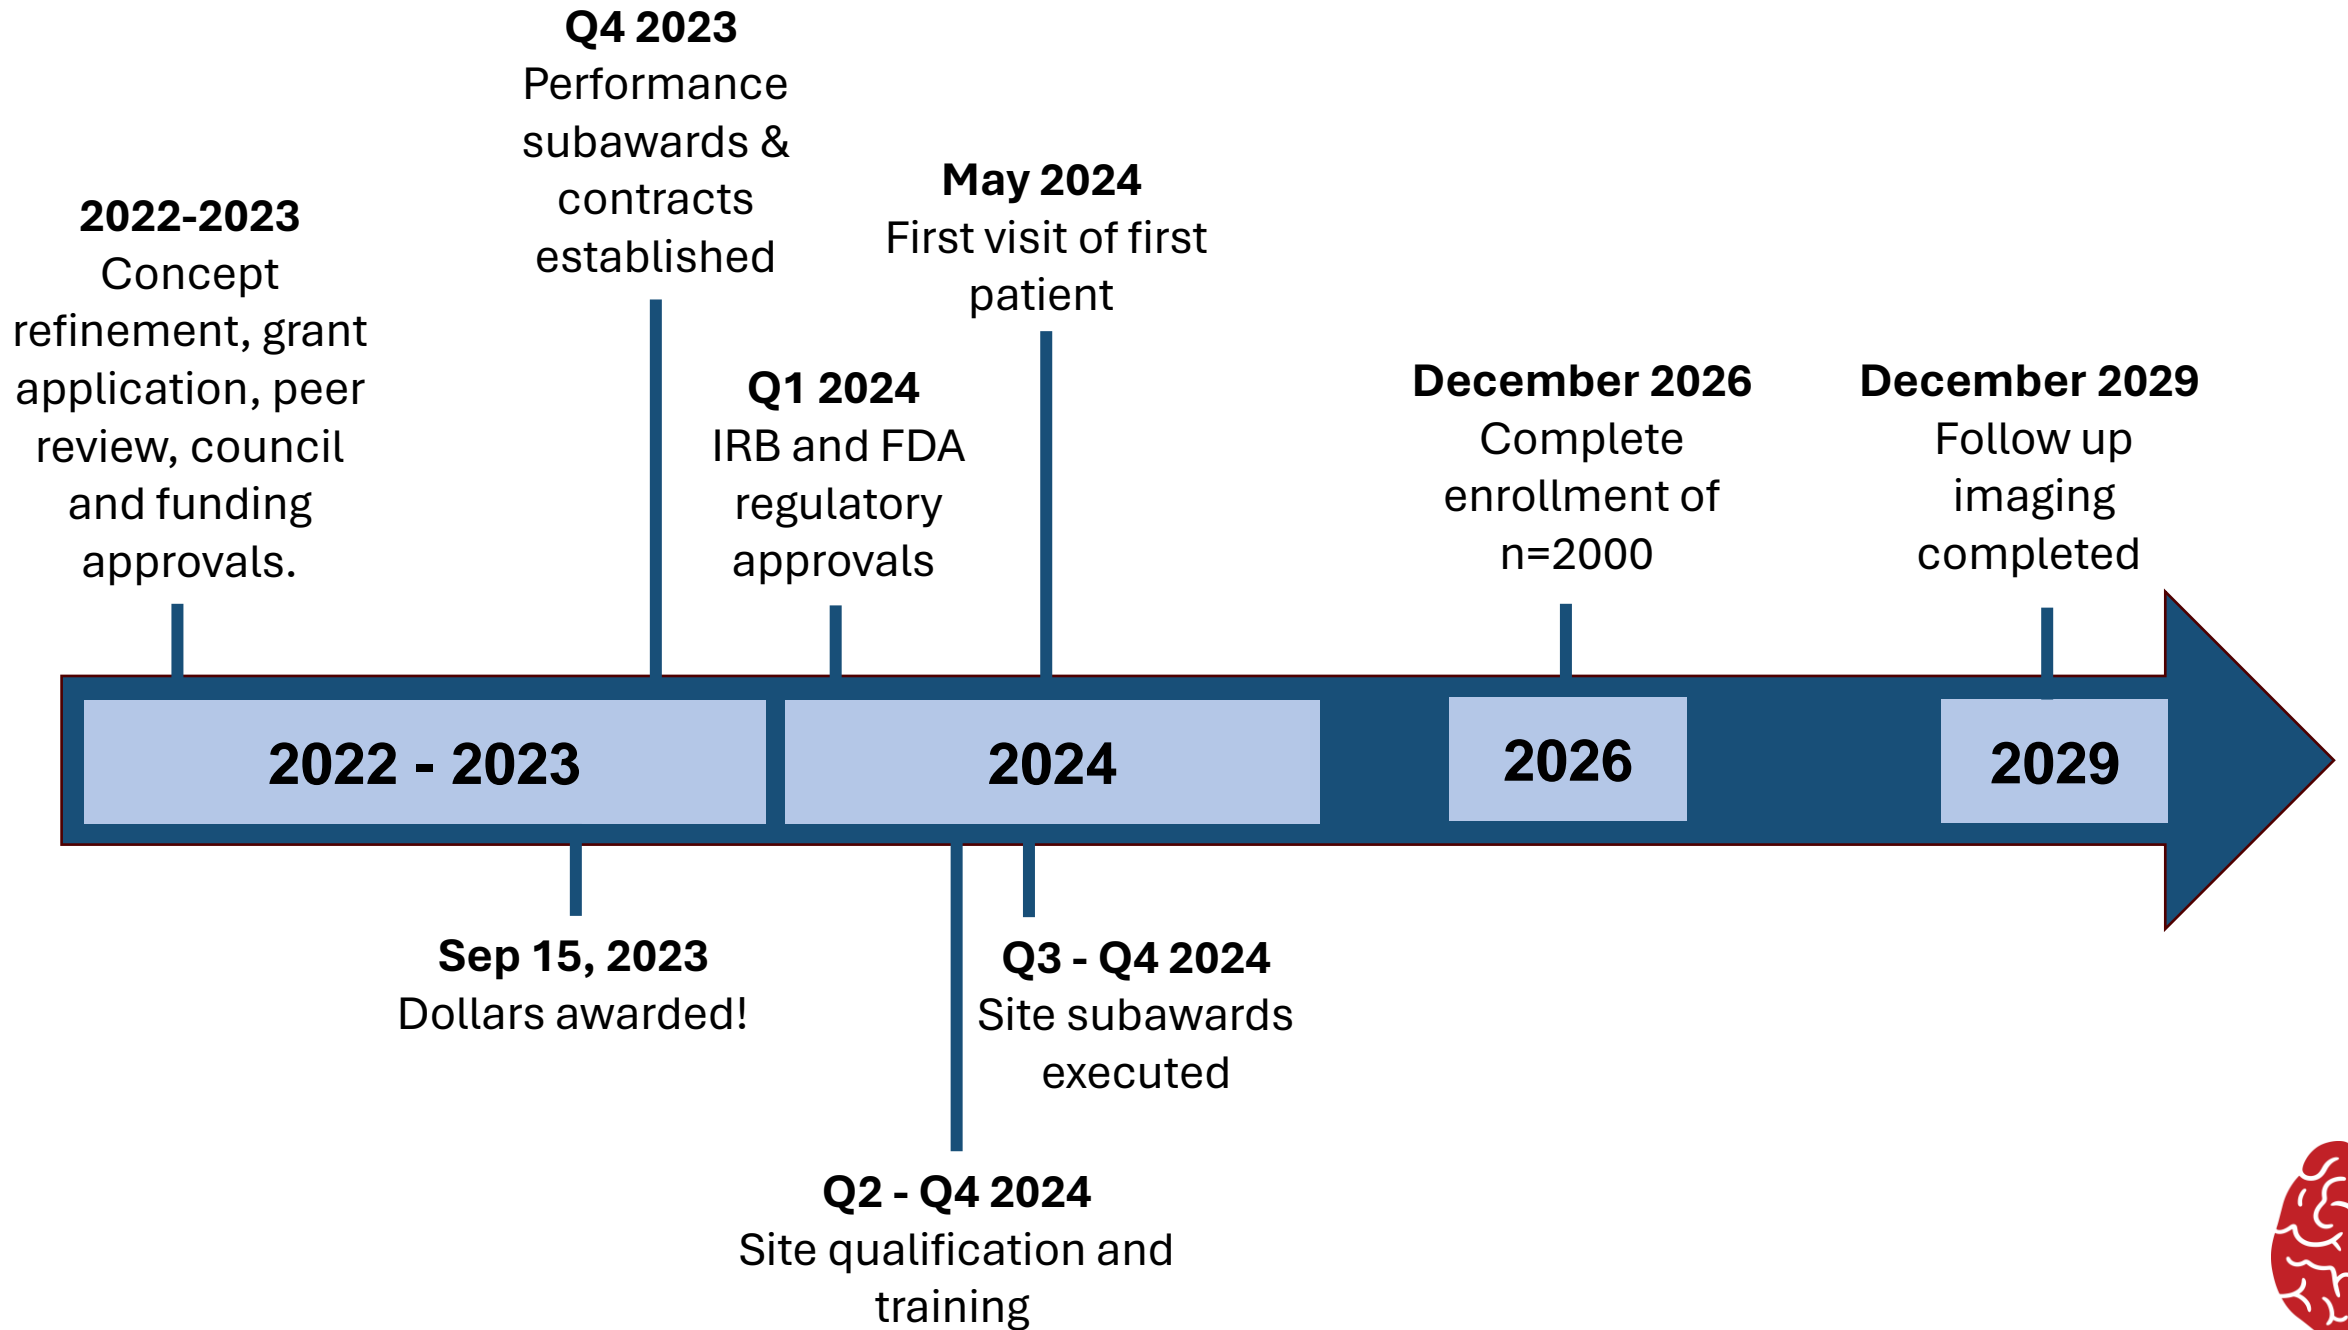 Q4 2023
Performance
subawards &
contracts
established
2022-2023
Concept
refinement, grant
application, peer
review, council
and funding
approvals.
May 2024
First visit of first
patient
Q1 2024
IRB and FDA
regulatory
approvals
December 2026
Complete
enrollment of
n=2000
December 2029
Follow up
imaging
completed
2022 - 2023
2024
2026
2029
Sep 15, 2023
Dollars awarded!
Q3 - Q4 2024
Site subawards
executed
Q2 - Q4 2024
Site qualification and
training